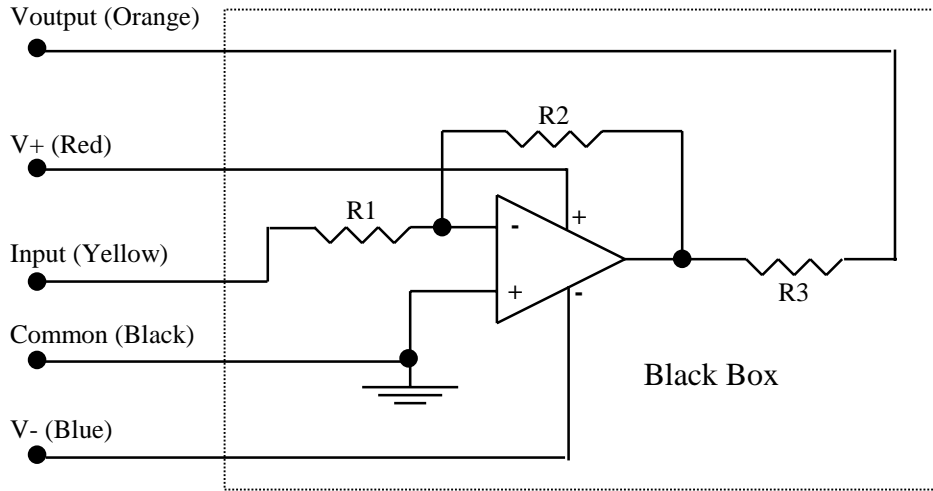 Voutput (Orange)
R2
V+ (Red)
R1
+
-
Input (Yellow)
+
-
R3
Common (Black)
Black Box
V- (Blue)